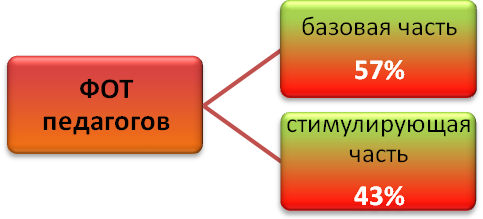 ФОТ
педагогов
базовая часть
57%
стимулирующая
часть
43%